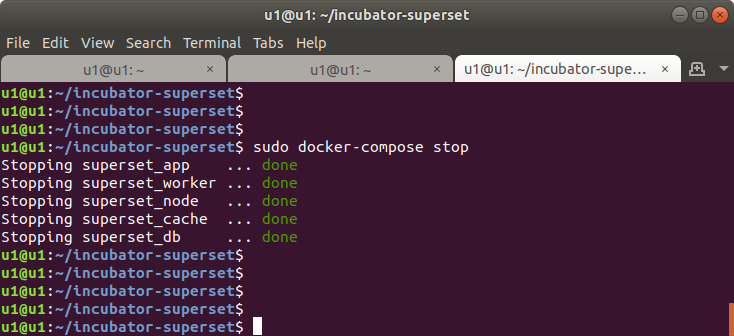 u1@u1: ~/incubator-superset
File Edit View Search Terminal Tabs Help
u1@u1: ~ × u1@u1: ~ × u1@u1: ~/incubator-supe... ×
u1@u1:~/incubator-superset$
u1@u1:~/incubator-superset$
u1@u1:~/incubator-superset$
u1@u1:~/incubator-superset$ sudo docker-compose stop
Stopping superset_app    ... done
Stopping superset_worker ... done
Stopping superset_node   ... done
Stopping superset_cache  ... done
Stopping superset_db     ... done
u1@u1:~/incubator-superset$
u1@u1:~/incubator-superset$
u1@u1:~/incubator-superset$
u1@u1:~/incubator-superset$
u1@u1:~/incubator-superset$